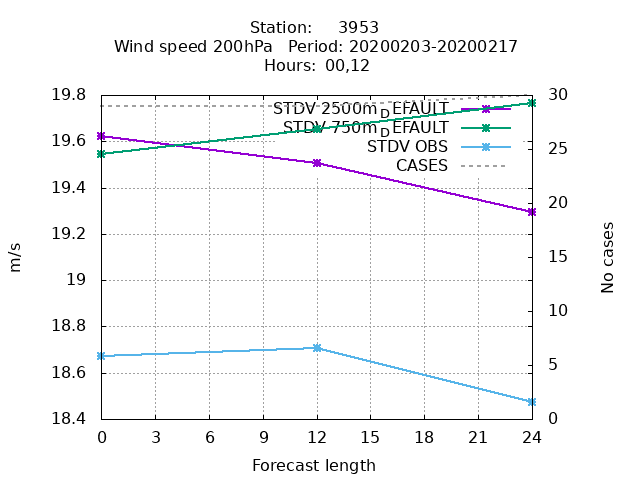 Station:     3953
Wind speed 200hPa   Period: 20200203-20200217
Hours: 00,12
STDV 2500m_DEFAULT
STDV 750m_DEFAULT
STDV OBS
CASES
19.8
19.6
19.4
19.2
19
18.8
18.6
18.4
m/s
30
25
20
15
10
5
0
No cases
0 3 6 9 12 15 18 21 24
Forecast length